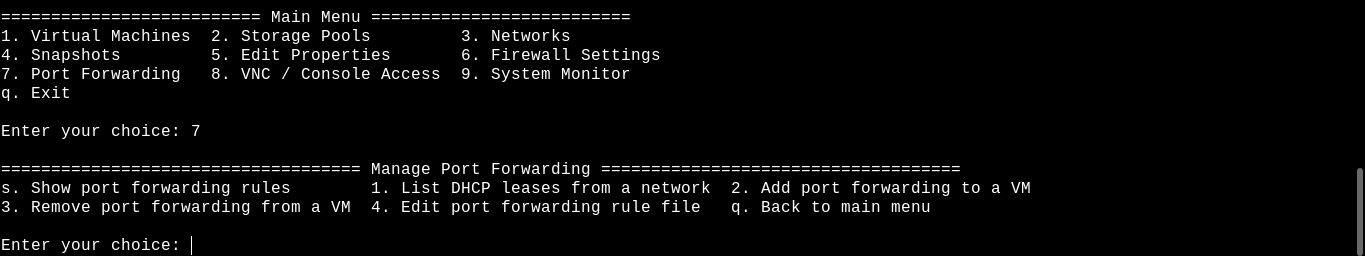 ========================== Main Menu ==========================
1. Virtual Machines  2. Storage Pools         3. Networks
4. Snapshots         5. Edit Properties       6. Firewall Settings
7. Port Forwarding   8. VNC / Console Access  9. System Monitor
q. Exit

Enter your choice: 7

==================================== Manage Port Forwarding ====================================
s. Show port forwarding rules        1. List DHCP leases from a network  2. Add port forwarding to a VM
3. Remove port forwarding from a VM  4. Edit port forwarding rule file   q. Back to main menu

Enter your choice: